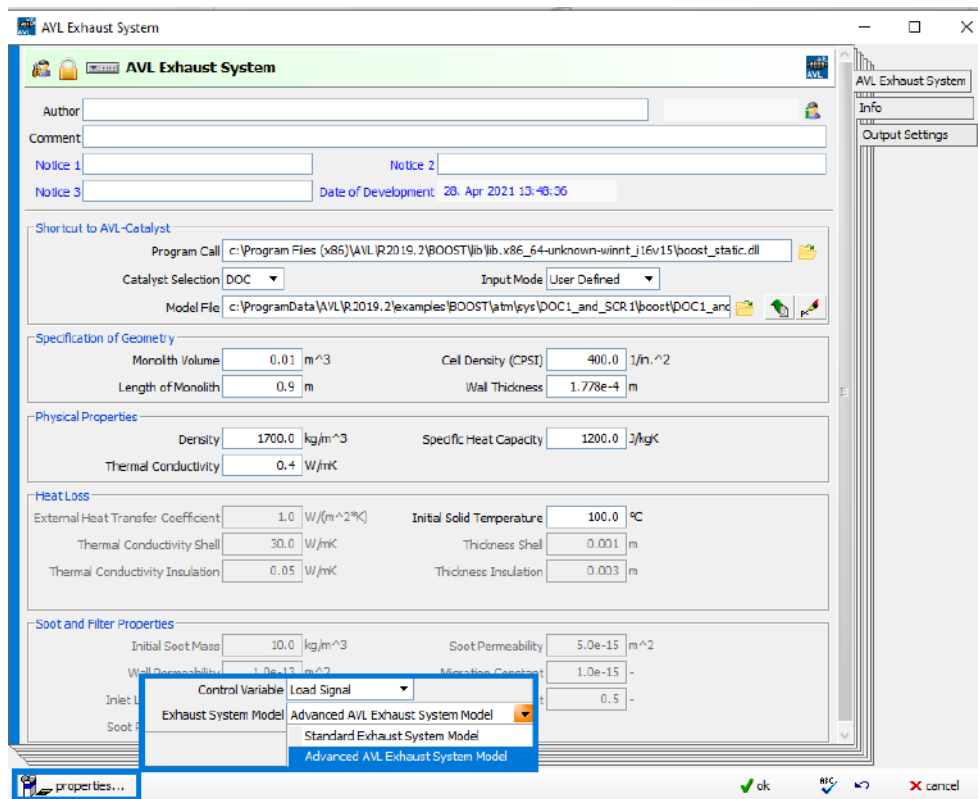 AVL Exhaust System
AVL Exhaust System
AVL
AVL Exhaust System
Info
Output Settings
Author
Comment
Notice 1
Notice 2
Notice 3
Date of Development 28. Apr 2021 13:48:36
Shortcut to AVL-Catalyst
Program Call c:\Program Files (x86)\AVL\R2019.2\BOOST\lib\lib.x86_64-unknown-winnt_i16v15\boost_static.dll
Catalyst Selection DOC Input Mode User Defined
Model File c:\ProgramData\AVL\R2019.2\examples\BOOST\atm\sys\DOC1_and_SCR1\boost\DOC1_and
Specification of Geometry
Monolith Volume 0.01 m^3 Cell Density (CPSI) 400.0 1/in.^2
Length of Monolith 0.9 m Wall Thickness 1.778e-4 m
Physical Properties
Density 1700.0 kg/m^3 Specific Heat Capacity 1200.0 J/kgK
Thermal Conductivity 0.4 W/mK
Heat Loss
External Heat Transfer Coefficient 1.0 W/(m^2*K) Initial Solid Temperature 100.0 °C
Thermal Conductivity Shell 30.0 W/mK Thickness Shell 0.001 m
Thermal Conductivity Insulation 0.05 W/mK Thickness Insulation 0.003 m
Soot and Filter Properties
Initial Soot Mass 10.0 kg/m^3 Soot Permeability 5.0e-15 m^2
Wall Permeability 1.0e-13 m^2 Migration Constant 1.0e-15 -
Inlet 0.5 -
Soot
Control Variable Load Signal
Exhaust System Model Advanced AVL Exhaust System Model
Standard Exhaust System Model
Advanced AVL Exhaust System Model
properties... ok ABC cancel